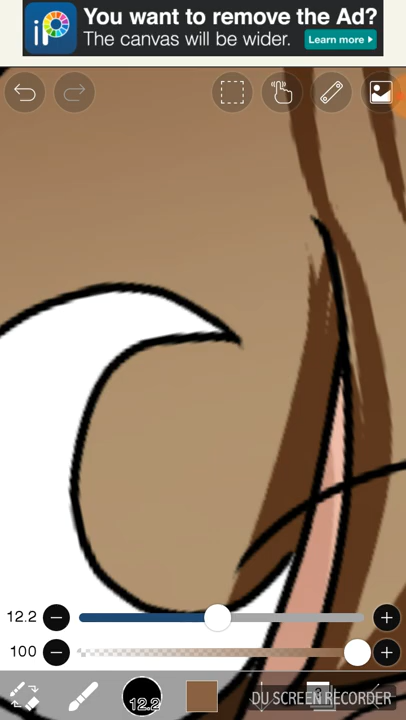 iP
You want to remove the Ad?
The canvas will be wider.
Learn more ▸
12.2
100
12.2
DU SCREEN RECORDER